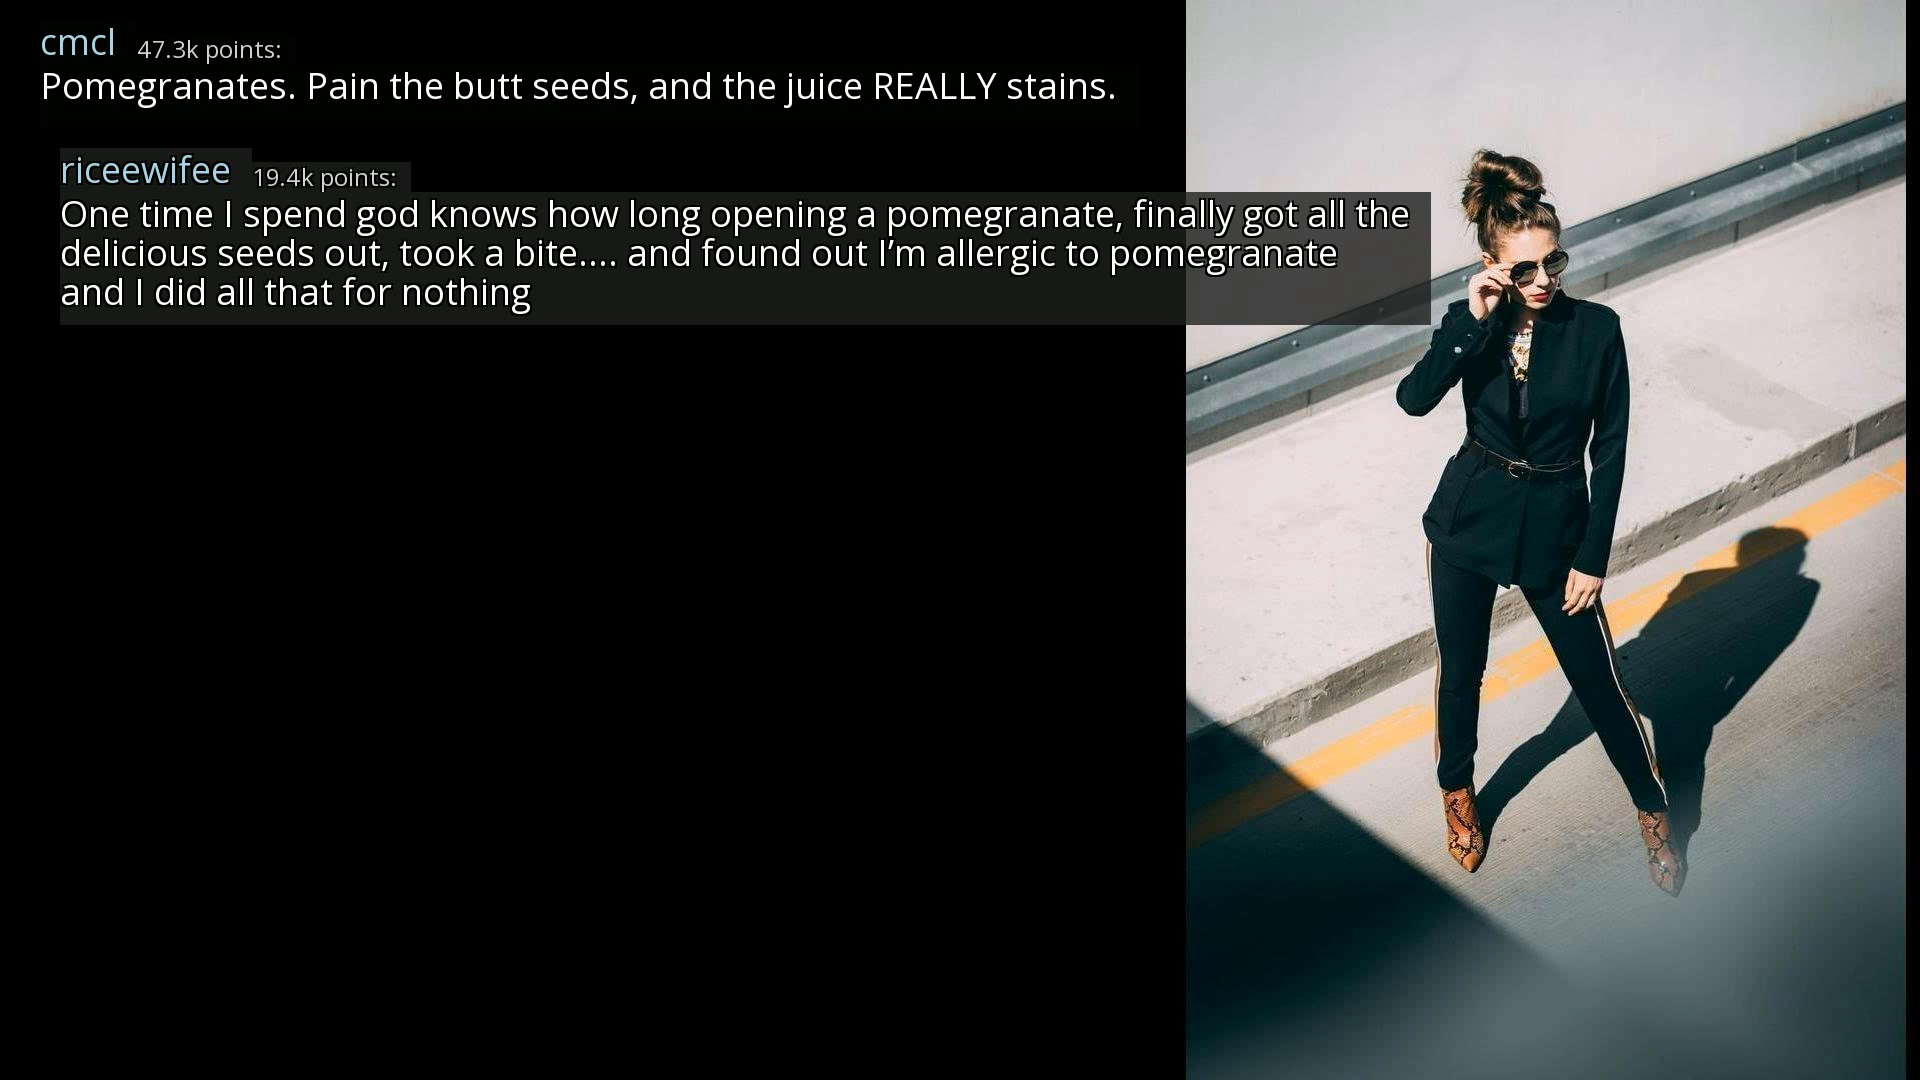 cmcl 47.3k points:
Pomegranates. Pain the butt seeds, and the juice REALLY stains.
riceewifee 19.4k points:
One time I spend god knows how long opening a pomegranate, finally got all the
delicious seeds out, took a bite.... and found out I’m allergic to pomegranate
and I did all that for nothing